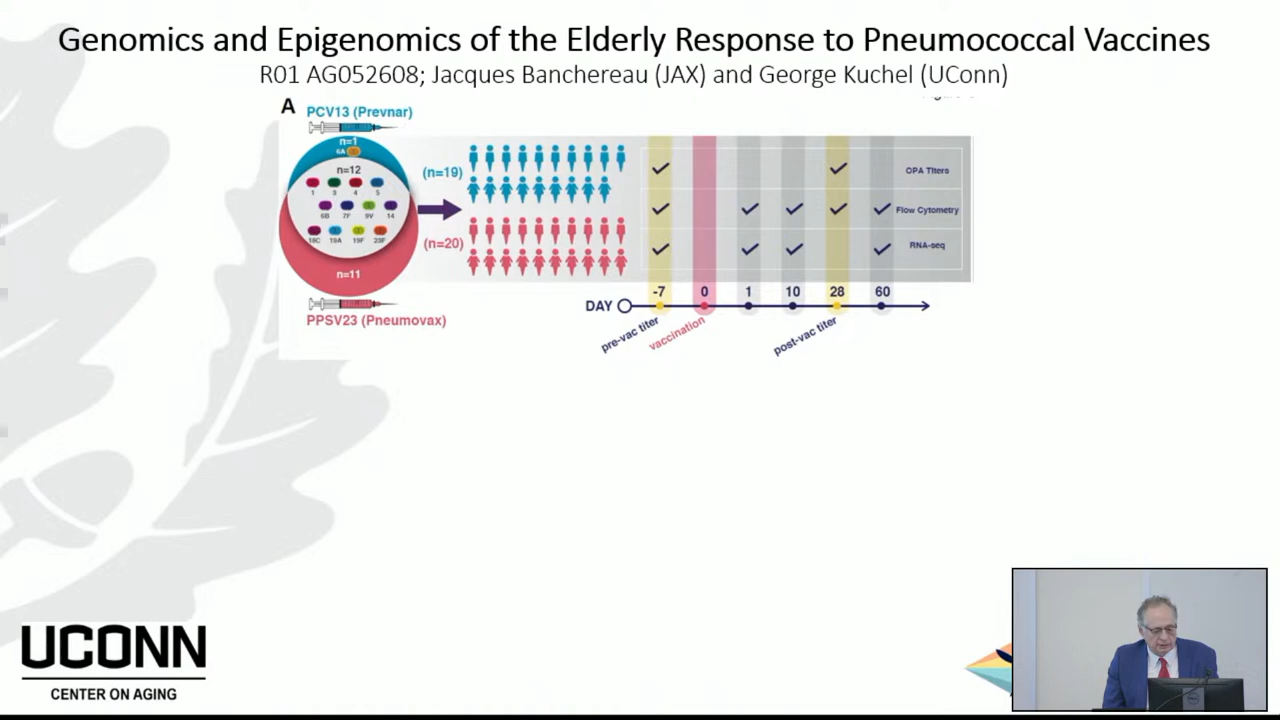 Genomics and Epigenomics of the Elderly Response to Pneumococcal Vaccines
R01 AG052608; Jacques Banchereau (JAX) and George Kuchel (UConn)
A
PCV13 (Prevnar)
n=1
6A
n=12
1 3 4 5
6B 7F 9V 14
18C 19A 19F 23F
n=11
PPSV23 (Pneumovax)
(n=19)
(n=20)
OPA Titers
Flow Cytometry
RNA-seq
DAY -7 0 1 10 28 60
pre-vac titer
vaccination
post-vac titer
UCONN
CENTER ON AGING